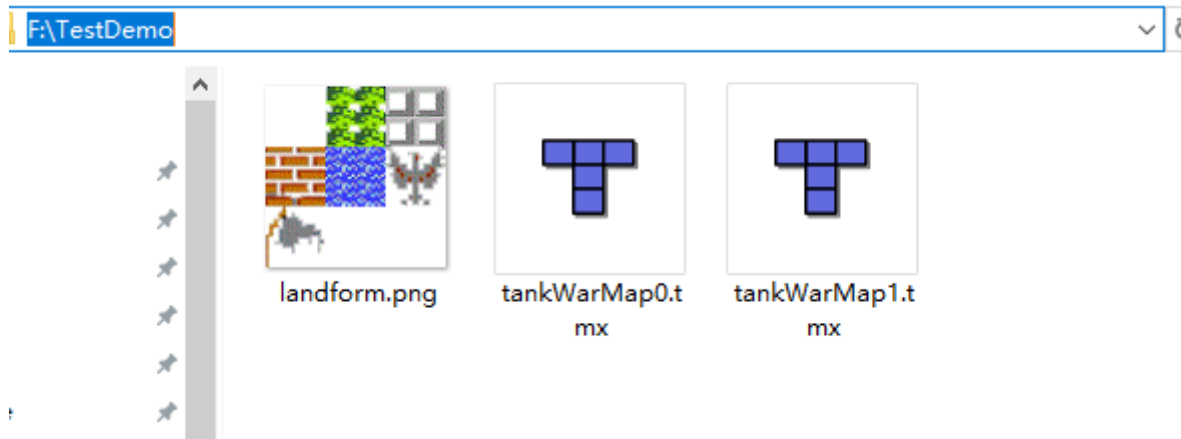 F:\TestDemo
landform.png
tankWarMap0.t
mx
tankWarMap1.t
mx